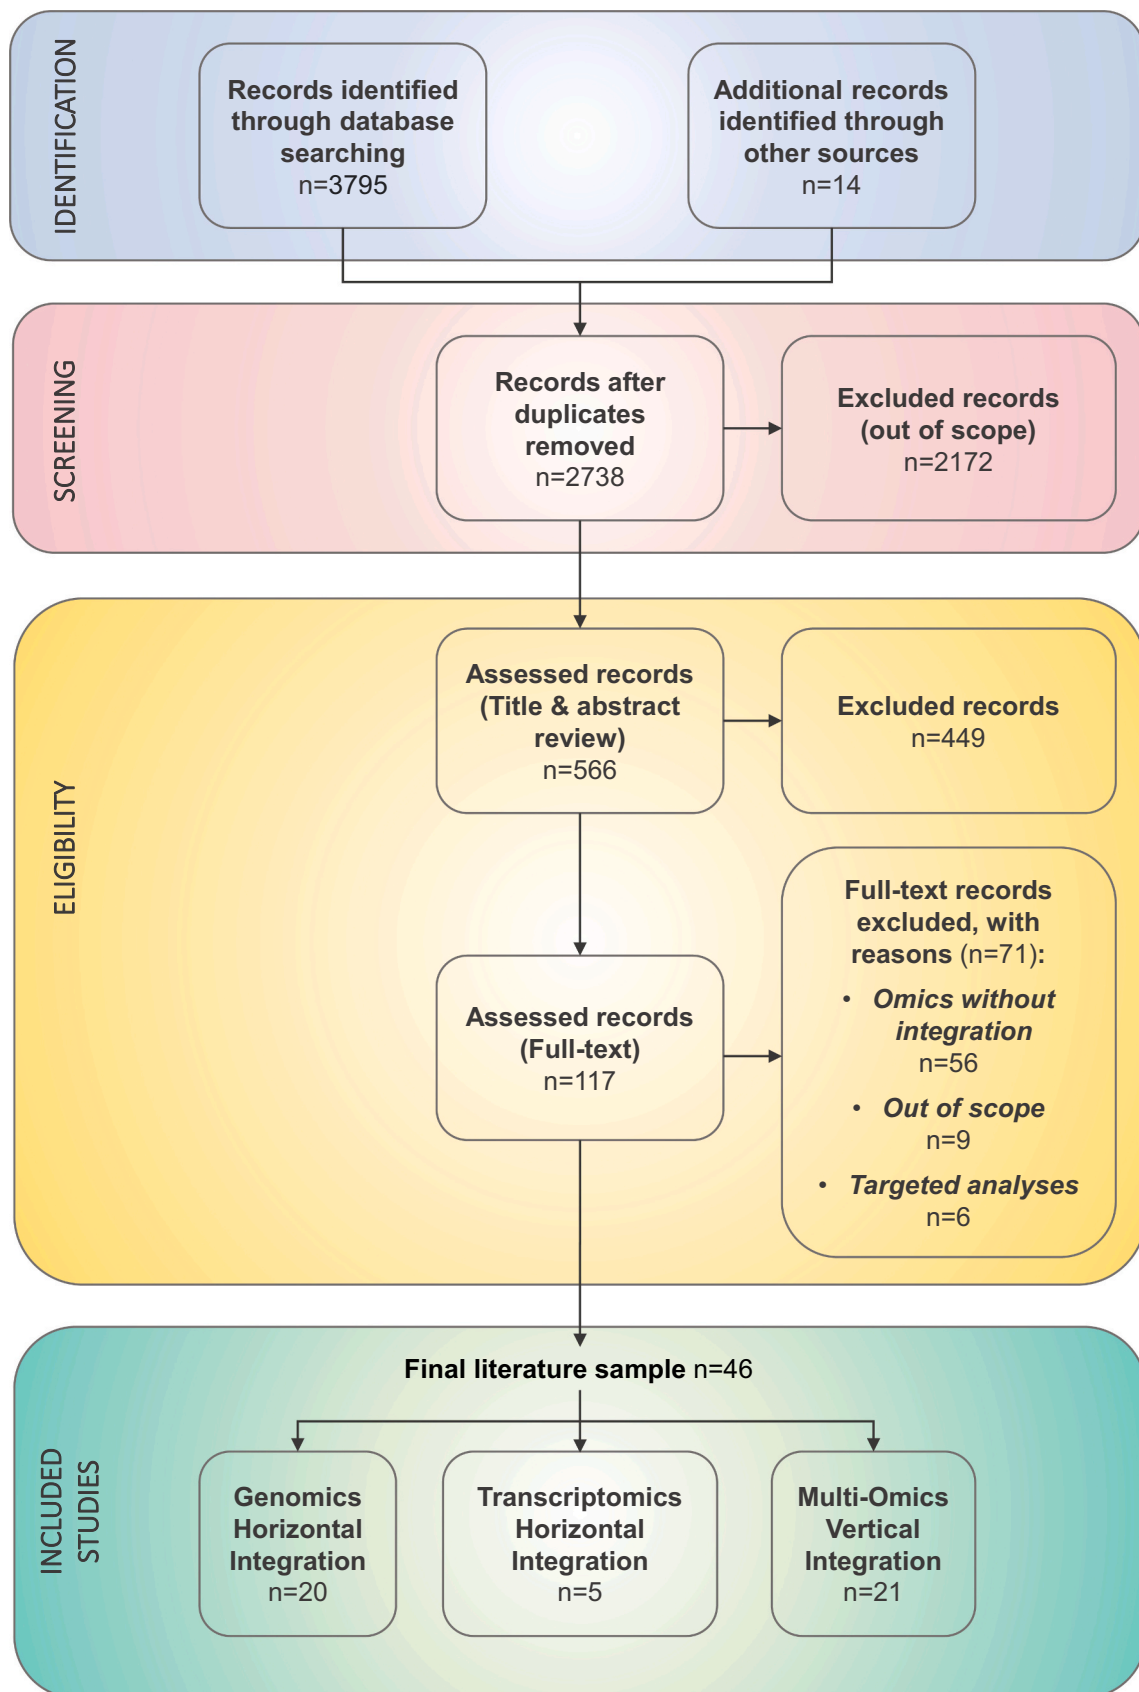 IDENTIFICATION
Records identified
through database
searching
n=3795
Additional records
identified through
other sources
n=14
SCREENING
Records after
duplicates
removed
n=2738
Excluded records
(out of scope)
n=2172
ELIGIBILITY
Assessed records
(Title & abstract
review)
n=566
Excluded records
n=449
Assessed records
(Full-text)
n=117
Full-text records
excluded, with
reasons (n=71):
• Omics without
integration
n=56
• Out of scope
n=9
• Targeted analyses
n=6
INCLUDED
STUDIES
Final literature sample n=46
Genomics
Horizontal
Integration
n=20
Transcriptomics
Horizontal
Integration
n=5
Multi-Omics
Vertical
Integration
n=21